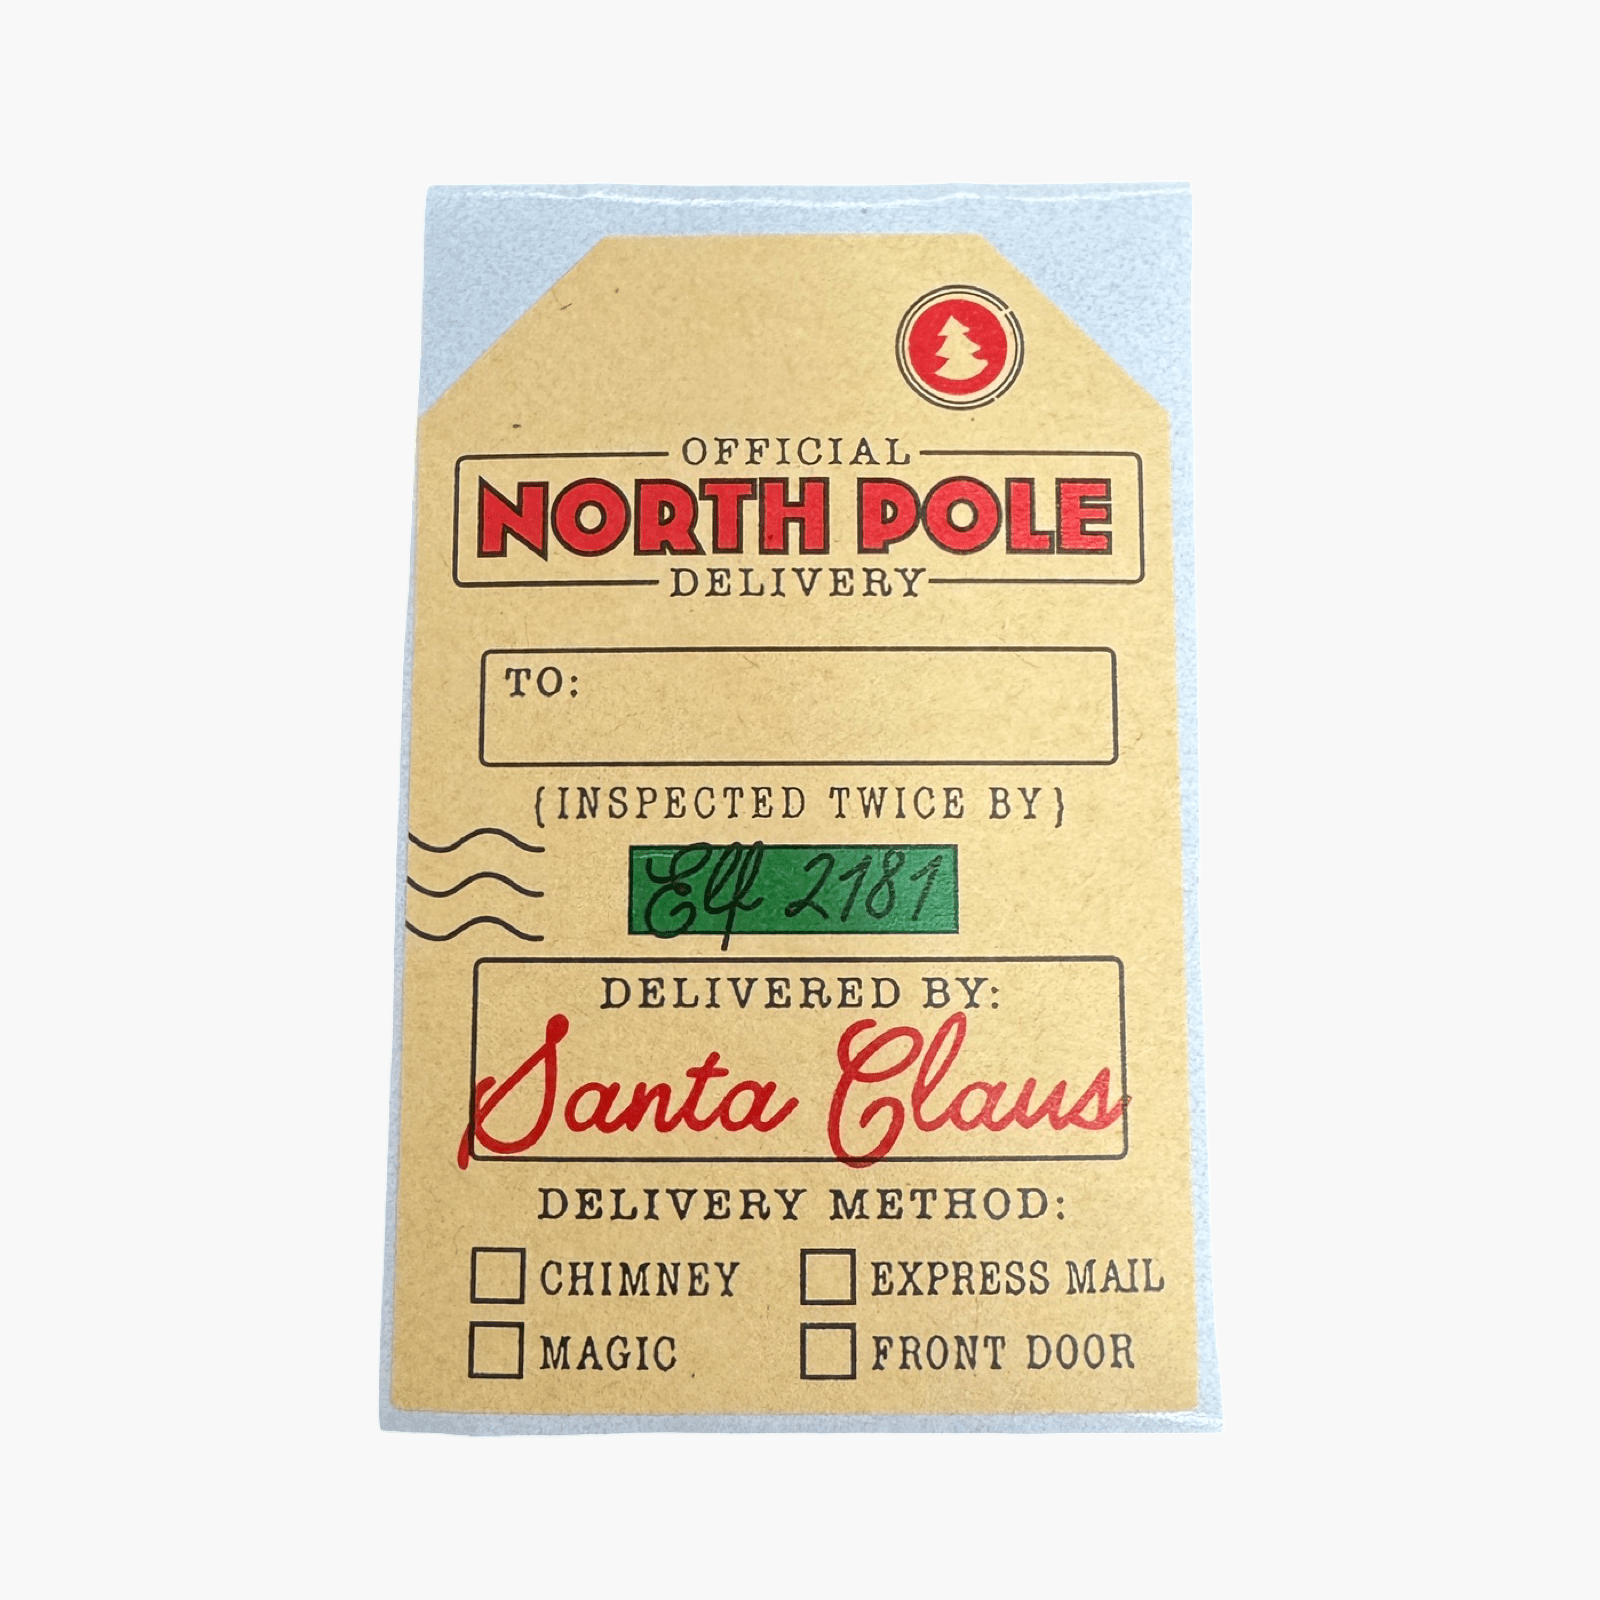 OFFICIAL
NORTH POLE
DELIVERY
TO:
{INSPECTED TWICE BY}
Elf 2181
DELIVERED BY:
Santa Claus
DELIVERY METHOD:
CHIMNEY EXPRESS MAIL
MAGIC FRONT DOOR